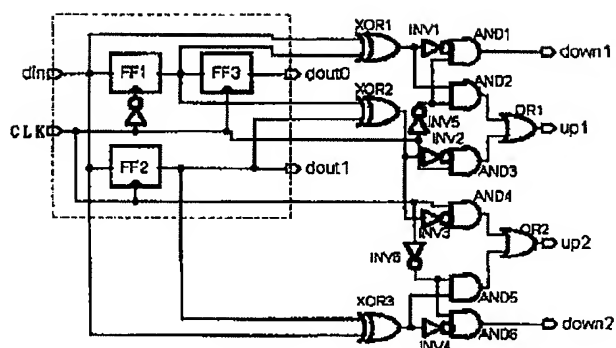 XOR1
INV1
AND1
down1
din
FF1
FF3
dout0
XOR2
AND2
OR1
CLK
INV5
INV2
up1
AND3
FF2
dout1
AND4
INV3
OR2
up2
INV6
XOR3
AND5
INV4
AND6
down2